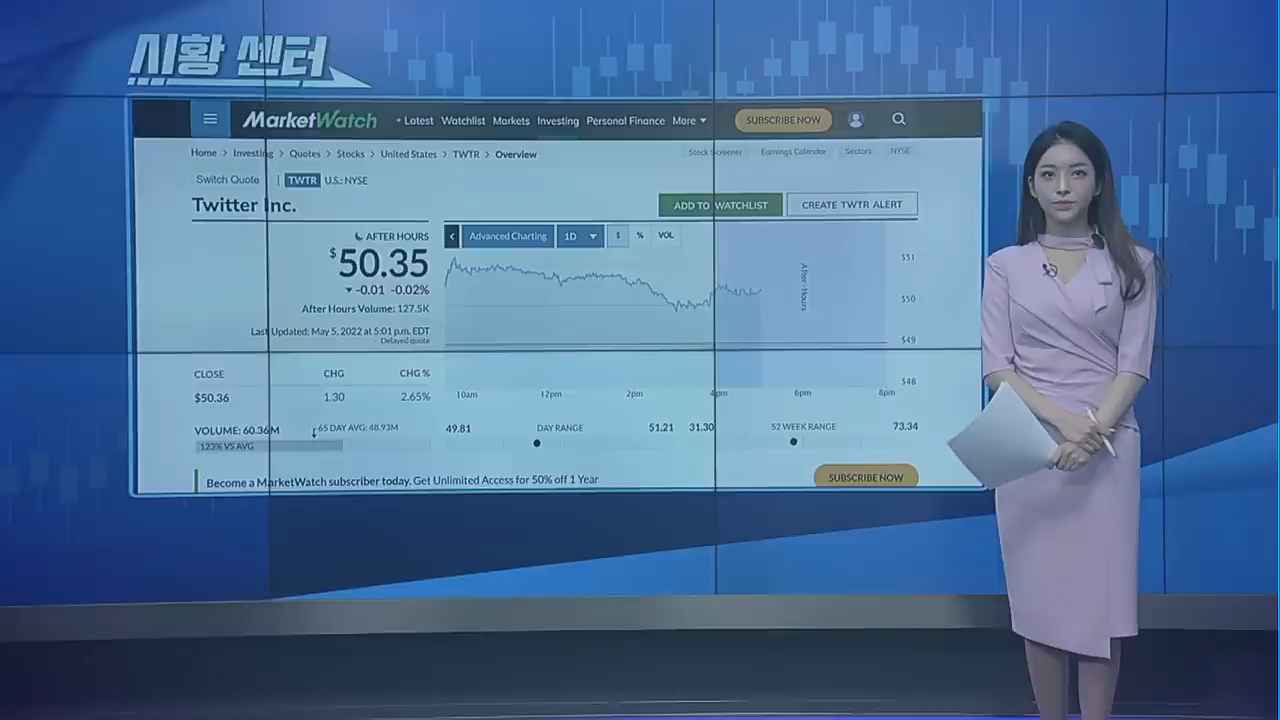 시황 센터
MarketWatch • Latest Watchlist Markets Investing Personal Finance More SUBSCRIBE NOW
Home > Investing > Quotes > Stocks > United States > TWTR > Overview Stock Screener Earnings Calendar Sectors NYSE
Switch Quote | TWTR U.S.: NYSE
Twitter Inc. ADD TO WATCHLIST CREATE TWTR ALERT
AFTER HOURS
$50.35
-0.01 -0.02%
After Hours Volume: 127.5K
Last Updated: May 5, 2022 at 5:01 p.m. EDT
- Delayed quote
< Advanced Charting 1D $ % VOL
After-Hours
$51
$50
$49
$48
10am 12pm 2pm 4pm 6pm 8pm
CLOSE CHG CHG %
$50.36 1.30 2.65%
VOLUME: 60.36M 65 DAY AVG: 48.93M
123% VS AVG
49.81 DAY RANGE 51.21
31.30 52 WEEK RANGE 73.34
Become a MarketWatch subscriber today. Get Unlimited Access for 50% off 1 Year SUBSCRIBE NOW